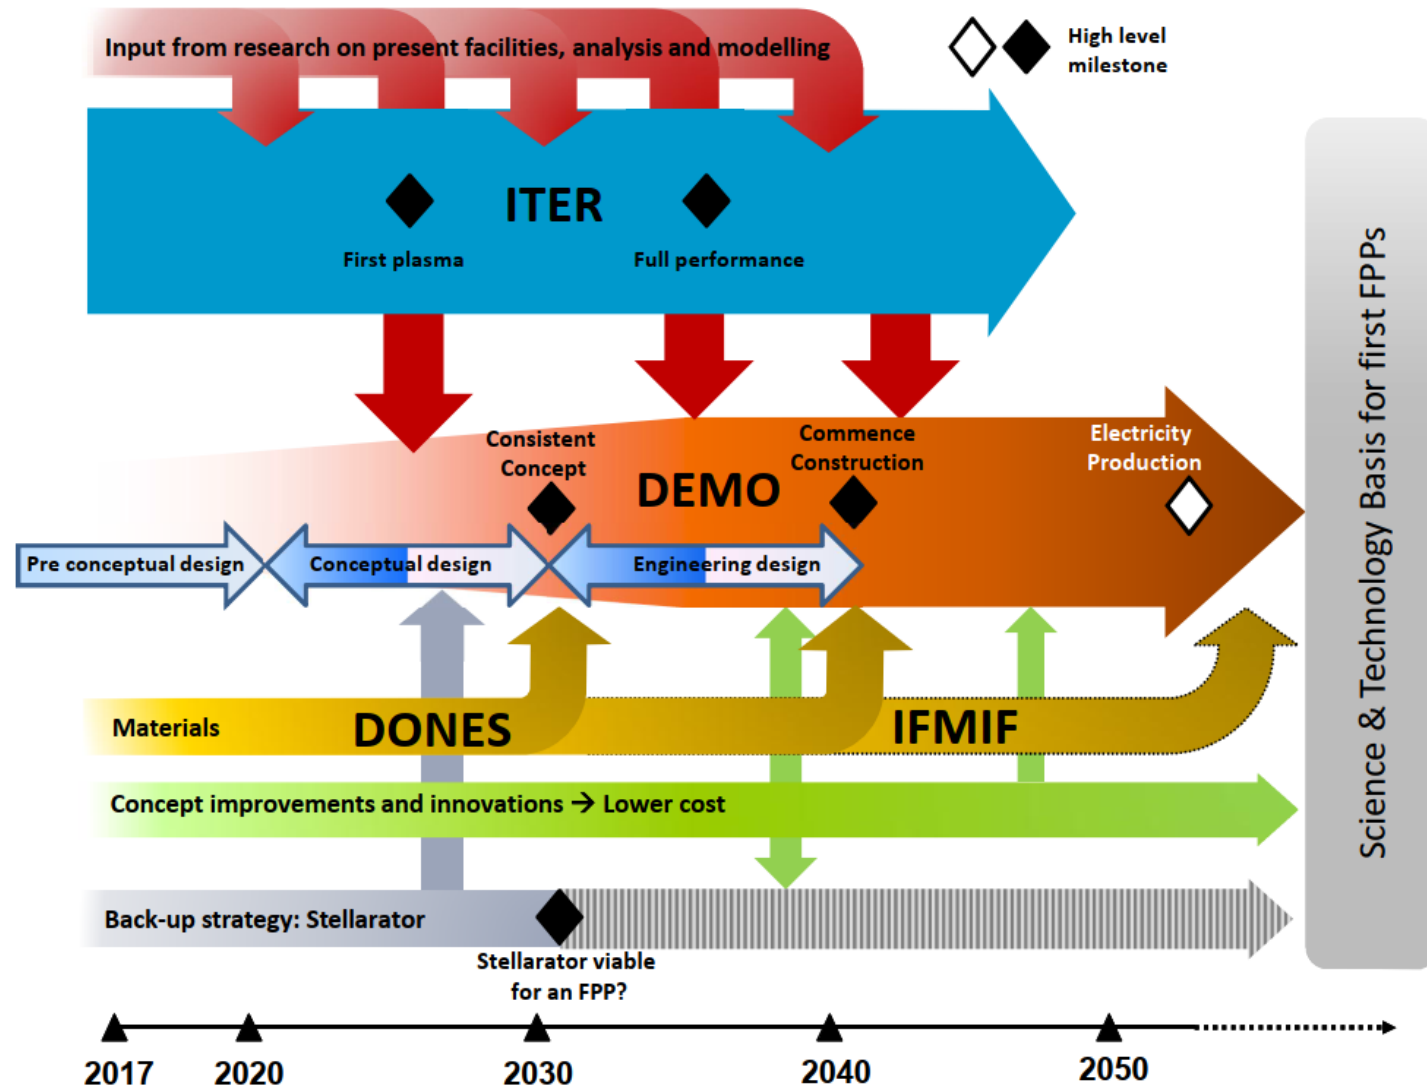 Input from research on present facilities, analysis and modelling
High level
milestone
ITER
First plasma
Full performance
Consistent
Concept
Commence
Construction
Electricity
Production
DEMO
Pre conceptual design
Conceptual design
Engineering design
Materials
DONES
IFMIF
Concept improvements and innovations → Lower cost
Back-up strategy: Stellarator
Stellarator viable
for an FPP?
Science & Technology Basis for first FPPs
2017
2020
2030
2040
2050